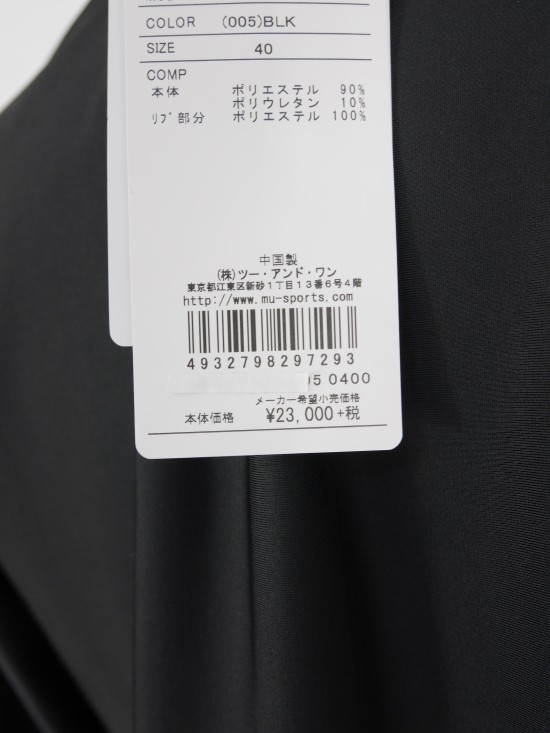 COLOR (005)BLK
SIZE 40
COMP
本体 ポリエステル 90%
ポリウレタン 10%
ﾘﾌﾞ部分 ポリエステル 100%
中国製
(株)ツー・アンド・ワン
東京都江東区新砂1丁目13番6号4階
http://www.mu-sports.com
4932798297293
05 0400
メーカー希望小売価格
本体価格 ¥23,000+税